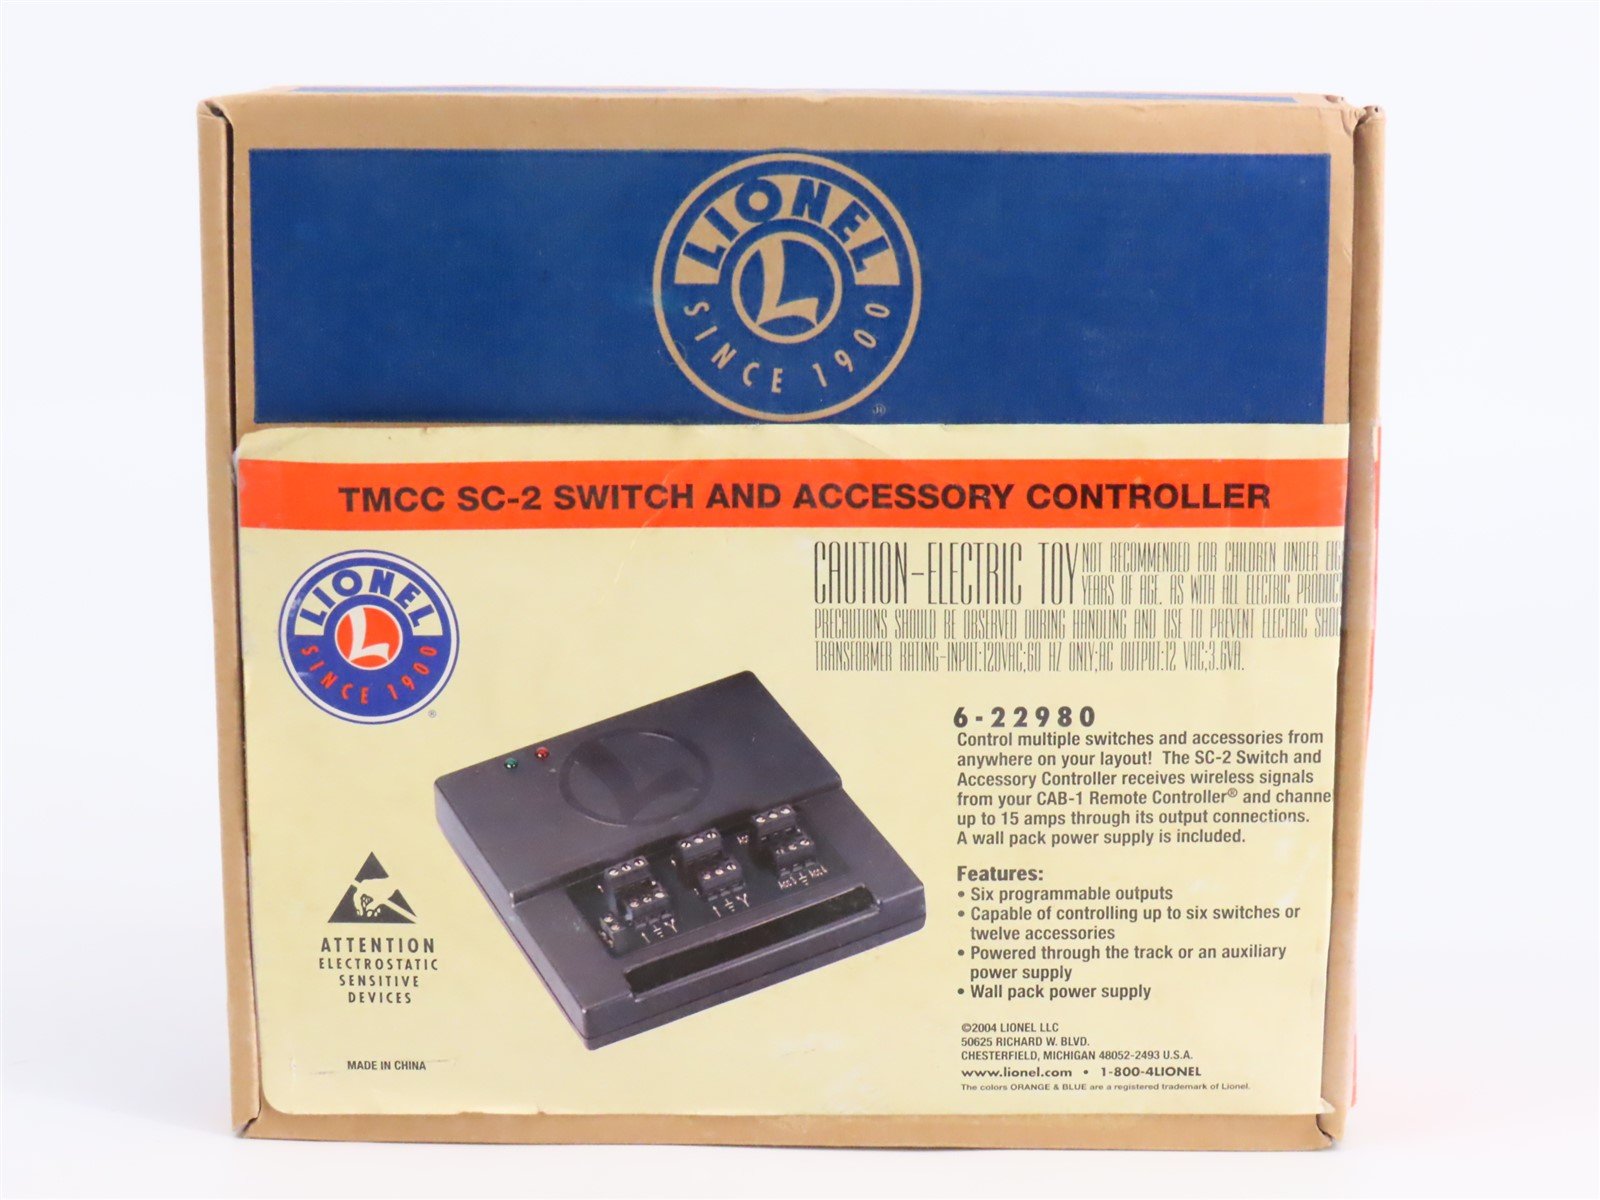 LIONEL
L
SINCE 1900
®
TMCC SC-2 SWITCH AND ACCESSORY CONTROLLER
LIONEL
L
SINCE 1900
®
CAUTION-ELECTRIC TOY NOT RECOMMENDED FOR CHILDREN UNDER EIG
YEARS OF AGE. AS WITH ALL ELECTRIC PRODUC
PRECAUTIONS SHOULD BE OBSERVED DURING HANDLING AND USE TO PREVENT ELECTRIC SHO
TRANSFORMER RATING-INPUT:120VAC;60 HZ ONLY;AC OUTPUT:12 VAC;3.6VA.
6-22980
Control multiple switches and accessories from
anywhere on your layout! The SC-2 Switch and
Accessory Controller receives wireless signals
from your CAB-1 Remote Controller® and channe
up to 15 amps through its output connections.
A wall pack power supply is included.
Features:
• Six programmable outputs
• Capable of controlling up to six switches or
twelve accessories
• Powered through the track or an auxiliary
power supply
• Wall pack power supply
ATTENTION
ELECTROSTATIC
SENSITIVE
DEVICES
MADE IN CHINA
©2004 LIONEL LLC
50625 RICHARD W. BLVD.
CHESTERFIELD, MICHIGAN 48052-2493 U.S.A.
www.lionel.com • 1-800-4LIONEL
The colors ORANGE & BLUE are a registered trademark of Lionel.